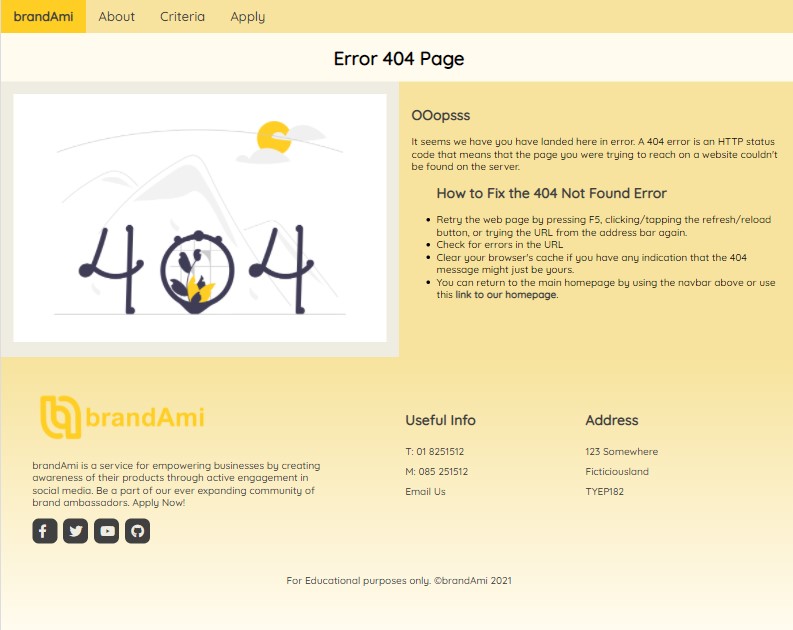 brandAmi About Criteria Apply
Error 404 Page
404
OOopsss
It seems we have you have landed here in error. A 404 error is an HTTP status
code that means that the page you were trying to reach on a website couldn't
be found on the server.
How to Fix the 404 Not Found Error
Retry the web page by pressing F5, clicking/tapping the refresh/reload
button, or trying the URL from the address bar again.
Check for errors in the URL
Clear your browser's cache if you have any indication that the 404
message might just be yours.
You can return to the main homepage by using the navbar above or use
this link to our homepage.
brandAmi
brandAmi is a service for empowering businesses by creating
awareness of their products through active engagement in
social media. Be a part of our ever expanding community of
brand ambassadors. Apply Now!
Useful Info
T: 01 8251512
M: 085 251512
Email Us
Address
123 Somewhere
Ficticiousland
TYEP182
For Educational purposes only. ©brandAmi 2021